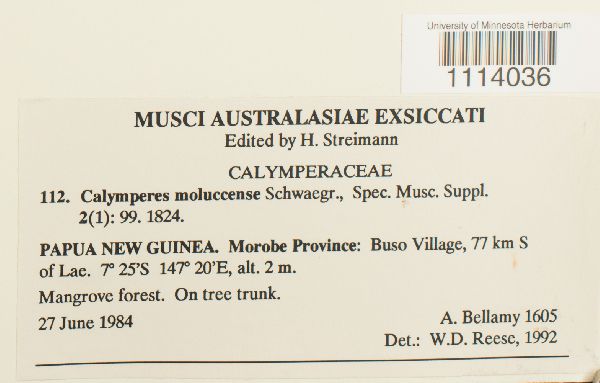 University of Minnesota Herbarium
1114036
MUSCI AUSTRALASIAE EXSICCATI
Edited by H. Streimann
CALYMPERACEAE
112. Calymperes moluccense Schwaegr., Spec. Musc. Suppl.
2(1): 99. 1824.
PAPUA NEW GUINEA. Morobe Province: Buso Village, 77 km S
of Lae. 7° 25'S 147° 20'E, alt. 2 m.
Mangrove forest. On tree trunk.
27 June 1984
A. Bellamy 1605
Det.: W.D. Reese, 1992